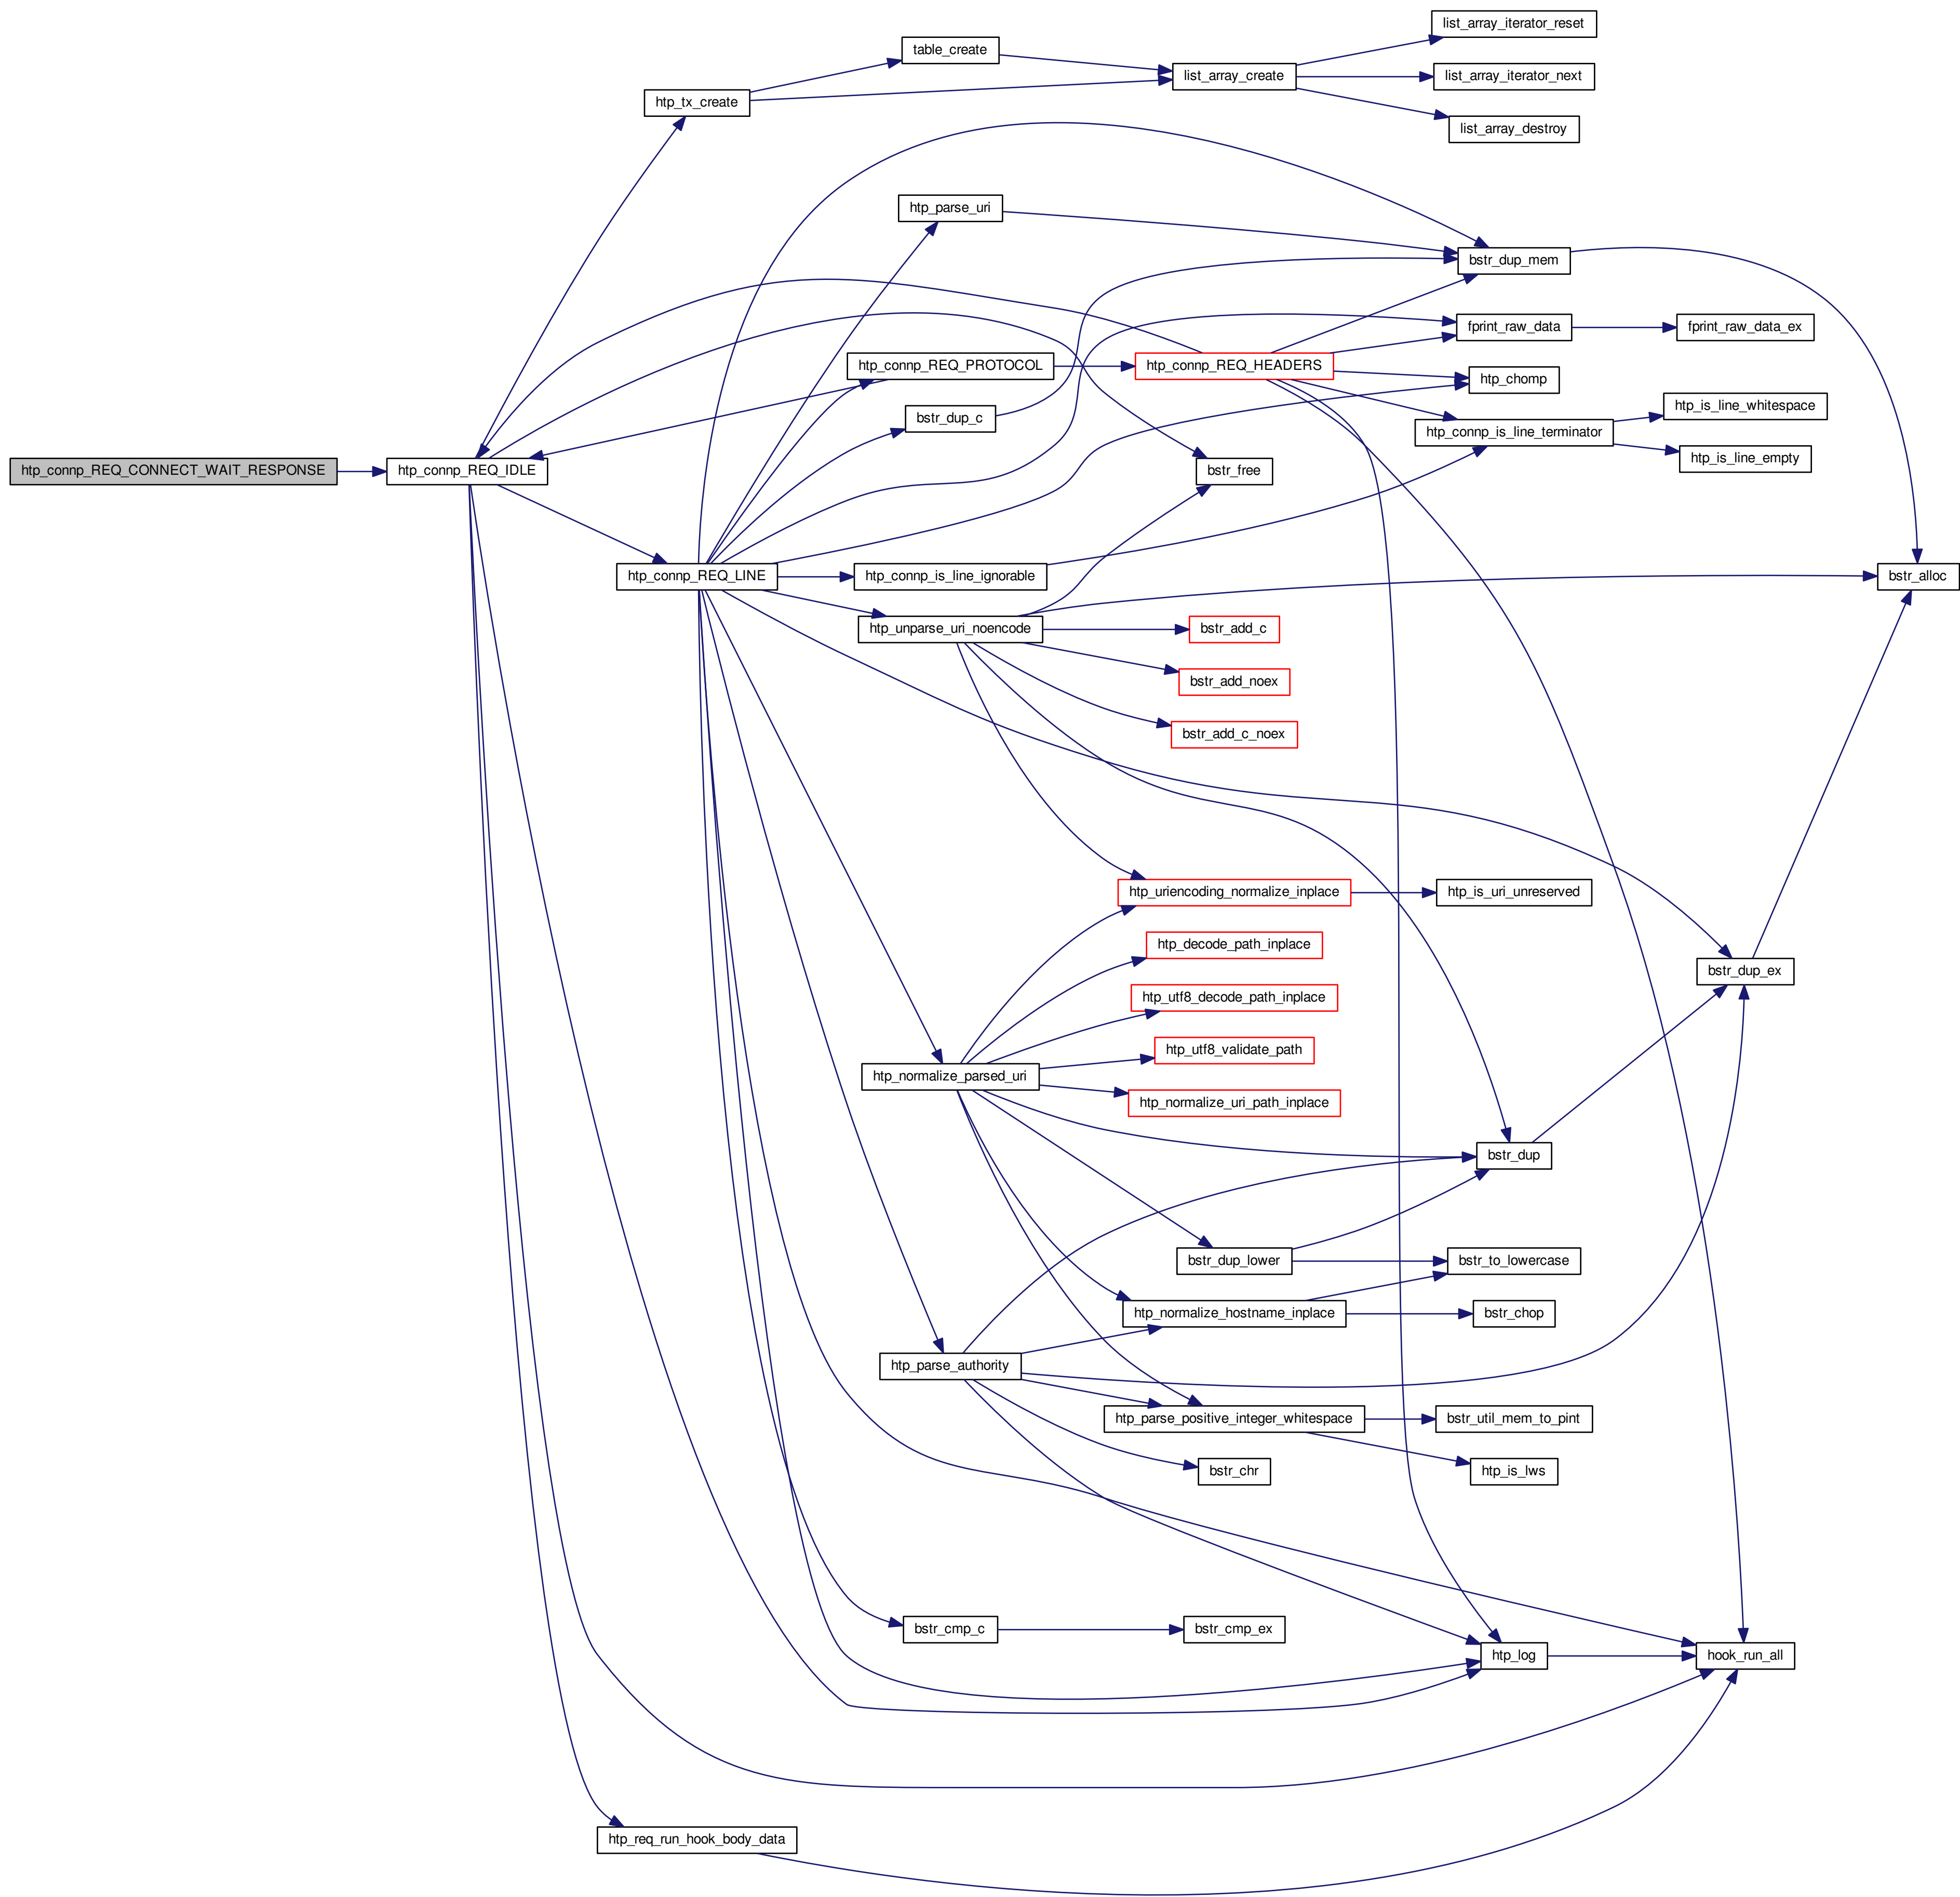 list_array_iterator_reset
table_create
list_array_create
list_array_iterator_next
htp_tx_create
list_array_destroy
htp_parse_uri
bstr_dup_mem
fprint_raw_data
fprint_raw_data_ex
htp_connp_REQ_PROTOCOL
htp_connp_REQ_HEADERS
htp_chomp
htp_is_line_whitespace
bstr_dup_c
htp_connp_is_line_terminator
htp_is_line_empty
htp_connp_REQ_CONNECT_WAIT_RESPONSE
htp_connp_REQ_IDLE
bstr_free
htp_connp_REQ_LINE
htp_connp_is_line_ignorable
bstr_alloc
htp_unparse_uri_noencode
bstr_add_c
bstr_add_noex
bstr_add_c_noex
htp_uriencoding_normalize_inplace
htp_is_uri_unreserved
htp_decode_path_inplace
bstr_dup_ex
htp_utf8_decode_path_inplace
htp_utf8_validate_path
htp_normalize_parsed_uri
htp_normalize_uri_path_inplace
bstr_dup
bstr_dup_lower
bstr_to_lowercase
htp_normalize_hostname_inplace
bstr_chop
htp_parse_authority
htp_parse_positive_integer_whitespace
bstr_util_mem_to_pint
bstr_chr
htp_is_lws
bstr_cmp_c
bstr_cmp_ex
htp_log
hook_run_all
htp_req_run_hook_body_data